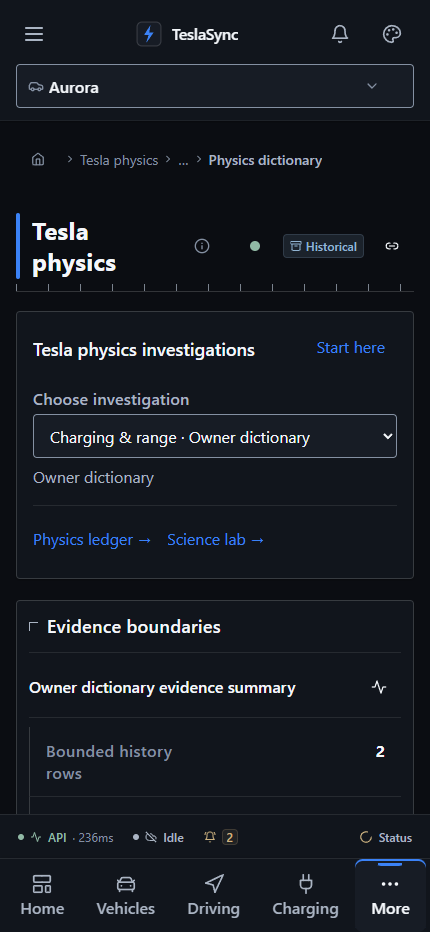 TeslaSync
Aurora
Tesla physics
...
Physics dictionary
Tesla
physics
Historical
Tesla physics investigations
Start here
Choose investigation
Charging & range · Owner dictionary
Owner dictionary
Physics ledger →
Science lab →
Evidence boundaries
Owner dictionary evidence summary
Bounded history
rows
2
API · 236ms
Idle
2
Status
Home
Vehicles
Driving
Charging
More